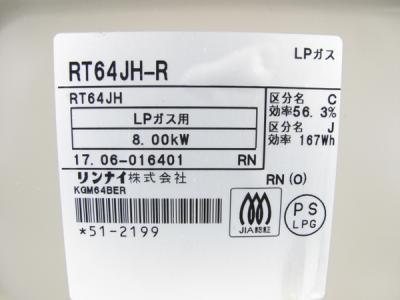 LPガス
RT64JH-R
RT64JH
LPガス用
8.00kW
17.06-016401 RN
区分名 C
効率56.3%
区分名 J
効率 167Wh
リンナイ株式会社
KGM64BER
RN (O)
*51-2199
JIA認証
PS
LPG